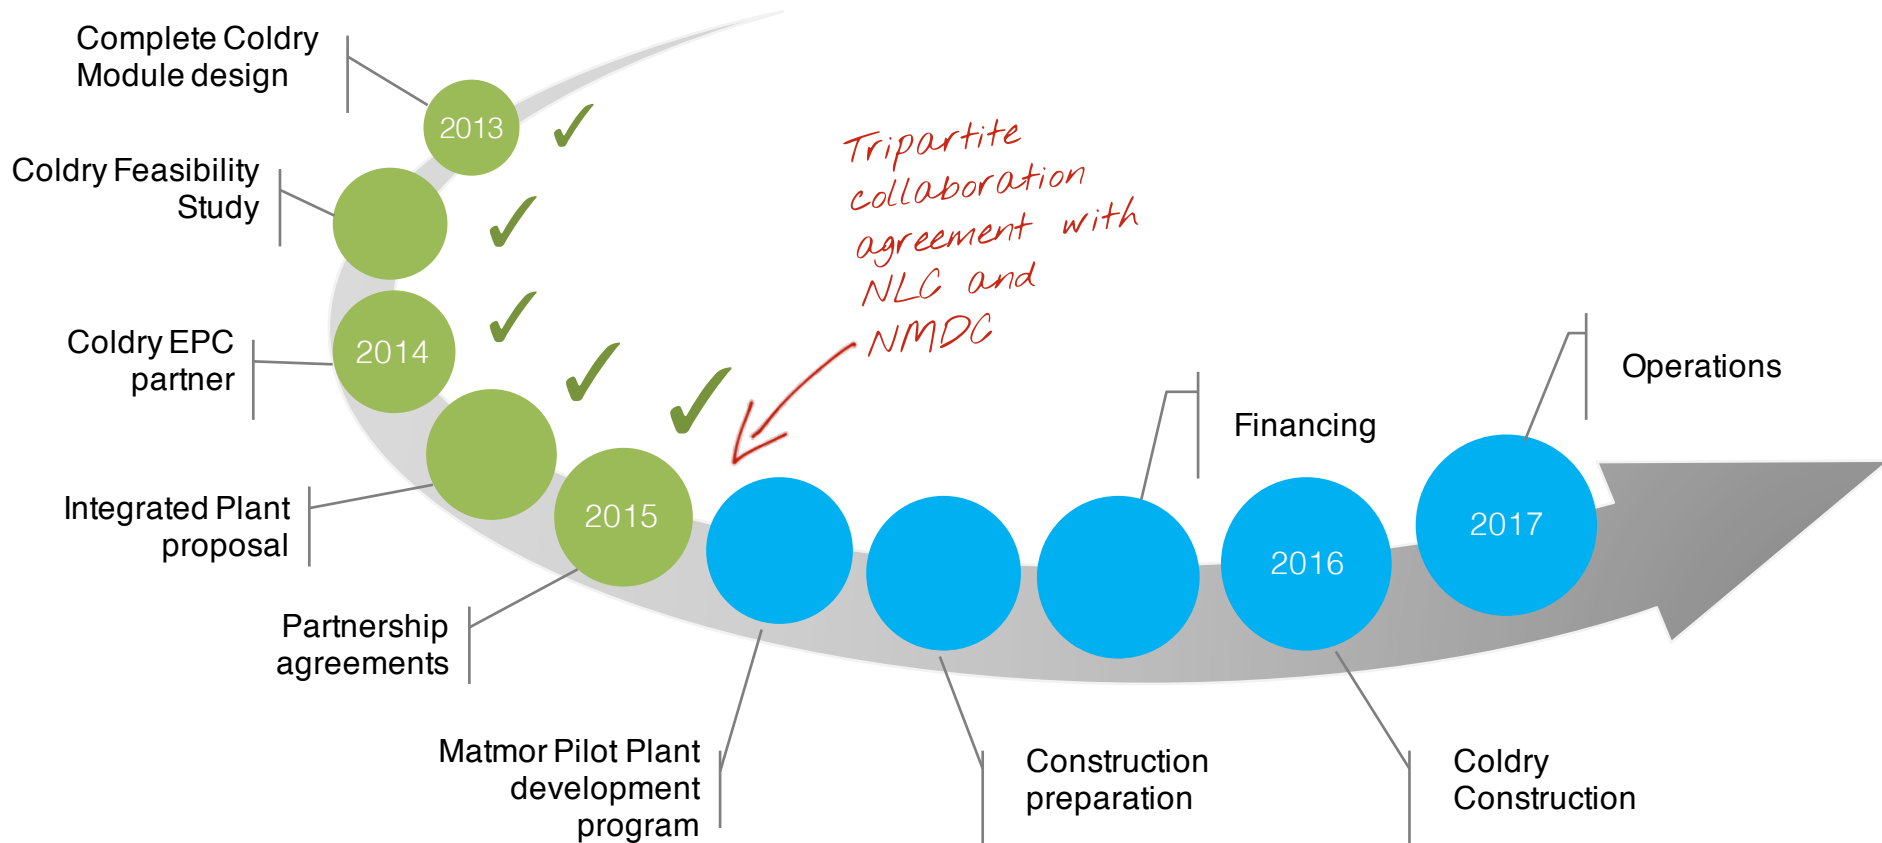 Complete Coldry
Module design
2013
Coldry Feasibility
Study
Tripartite
collaboration
agreement with
NLC and
NMDC
Coldry EPC
partner
2014
Integrated Plant
proposal
2015
Partnership
agreements
Matmor Pilot Plant
development
program
Construction
preparation
Financing
2016
Coldry
Construction
2017
Operations